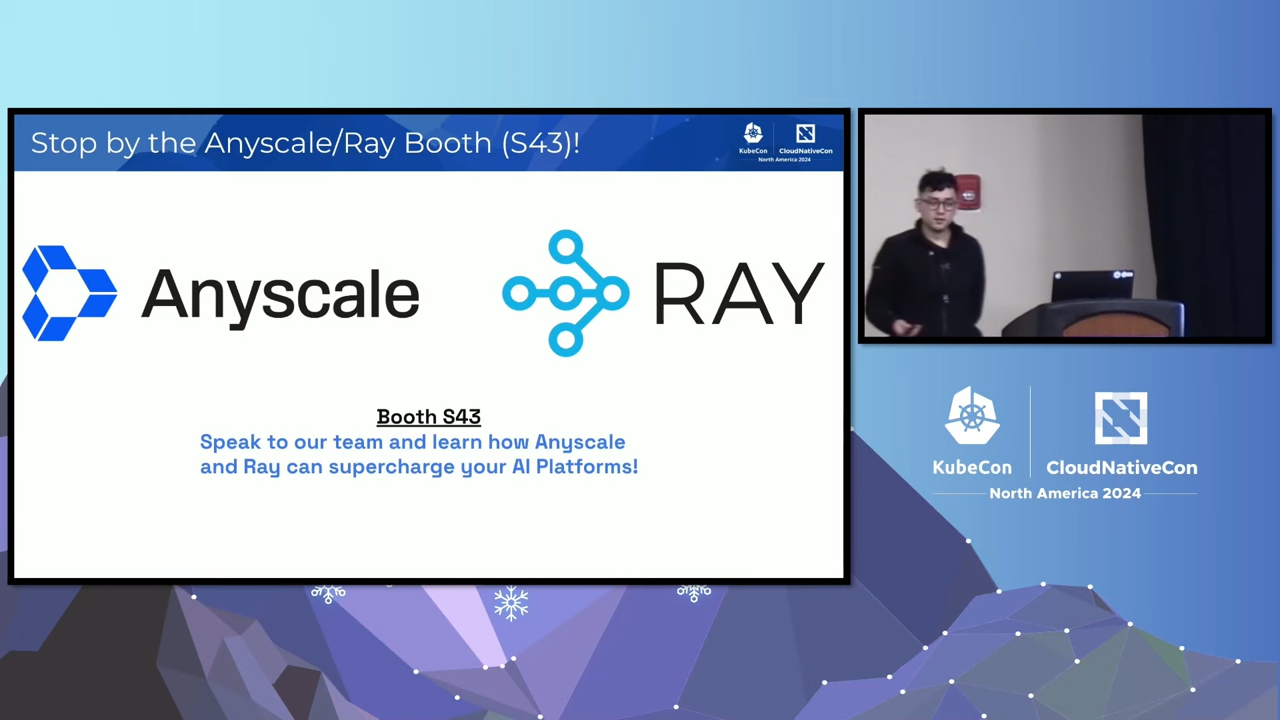 Stop by the Anyscale/Ray Booth (S43)!
KubeCon
CloudNativeCon
North America 2024
Anyscale
RAY
Booth S43
Speak to our team and learn how Anyscale
and Ray can supercharge your AI Platforms!
KubeCon
CloudNativeCon
North America 2024